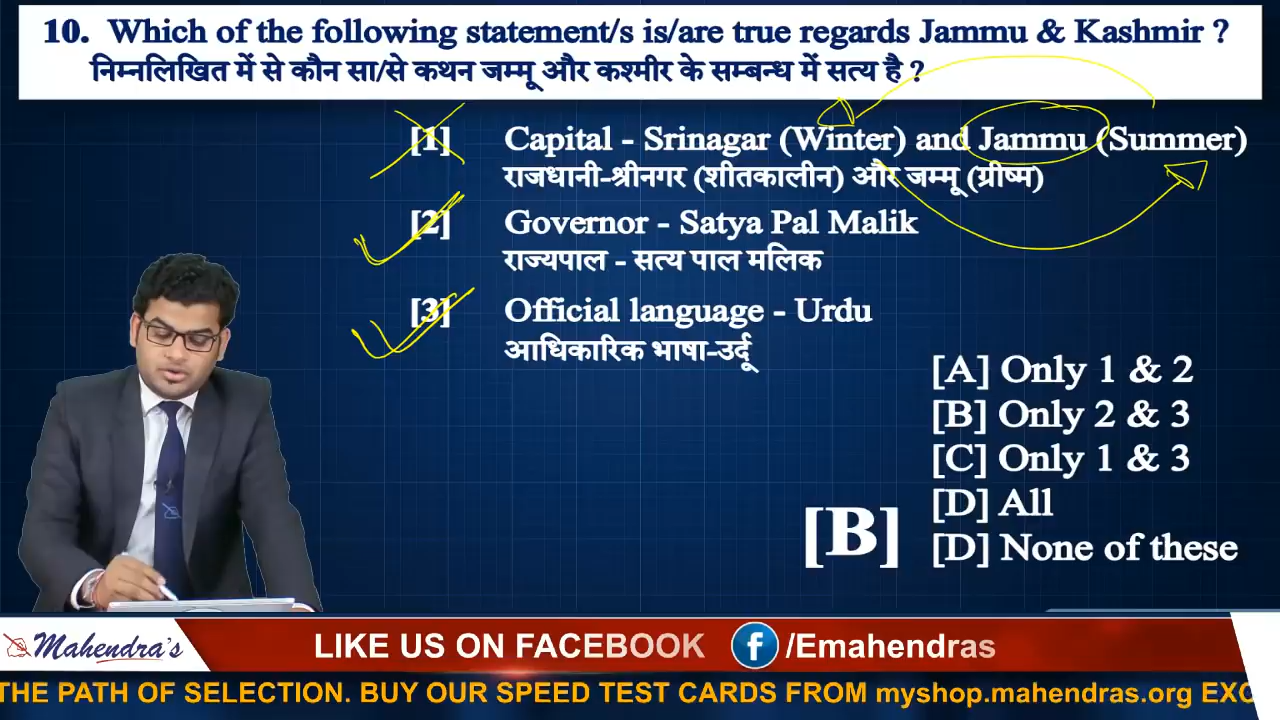 10. Which of the following statement/s is/are true regards Jammu & Kashmir ?
निम्नलिखित में से कौन सा/से कथन जम्मू और कश्मीर के सम्बन्ध में सत्य है ?
[1] Capital - Srinagar (Winter) and Jammu (Summer)
राजधानी-श्रीनगर (शीतकालीन) और जम्मू (ग्रीष्म)
[2] Governor - Satya Pal Malik
राज्यपाल - सत्य पाल मलिक
[3] Official language - Urdu
आधिकारिक भाषा-उर्दू
[A] Only 1 & 2
[B] Only 2 & 3
[C] Only 1 & 3
[D] All
[D] None of these
[B]
Mahendra's
LIKE US ON FACEBOOK f /Emahendras
THE PATH OF SELECTION. BUY OUR SPEED TEST CARDS FROM myshop.mahendras.org EXC